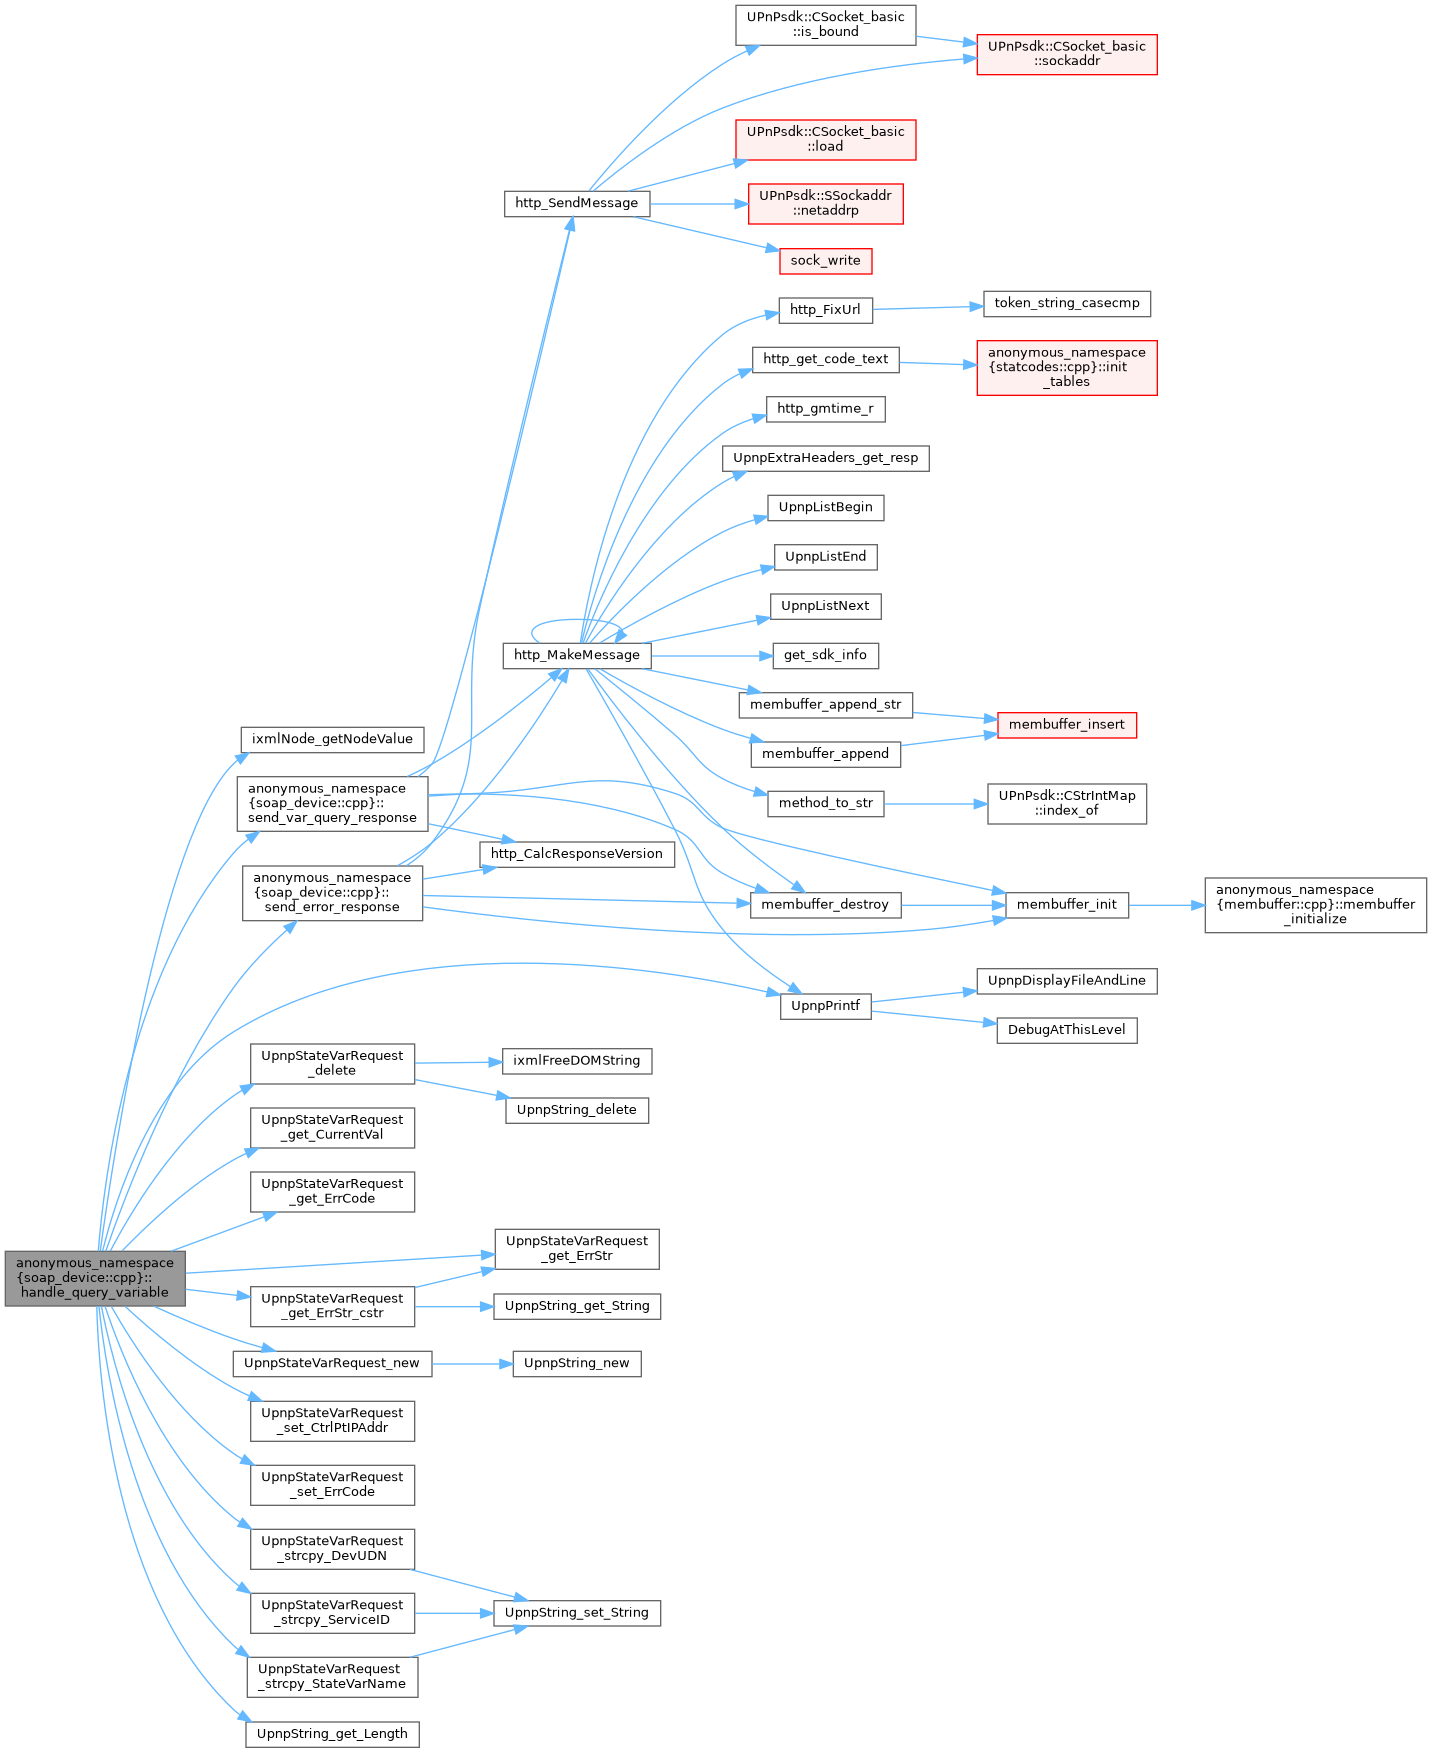 UPnPsdk::CSocket_basic
::is_bound
UPnPsdk::CSocket_basic
::sockaddr
UPnPsdk::CSocket_basic
::load
http_SendMessage
UPnPsdk::SSockaddr
::netaddrp
sock_write
http_FixUrl
token_string_casecmp
http_get_code_text
anonymous_namespace
{statcodes::cpp}::init
_tables
http_gmtime_r
UpnpExtraHeaders_get_resp
UpnpListBegin
UpnpListEnd
UpnpListNext
http_MakeMessage
get_sdk_info
membuffer_append_str
membuffer_insert
ixmlNode_getNodeValue
membuffer_append
anonymous_namespace
{soap_device::cpp}::
send_var_query_response
method_to_str
UPnPsdk::CStrIntMap
::index_of
http_CalcResponseVersion
anonymous_namespace
{soap_device::cpp}::
send_error_response
membuffer_destroy
membuffer_init
anonymous_namespace
{membuffer::cpp}::membuffer
_initialize
UpnpPrintf
UpnpDisplayFileAndLine
DebugAtThisLevel
UpnpStateVarRequest
_delete
ixmlFreeDOMString
UpnpString_delete
UpnpStateVarRequest
_get_CurrentVal
UpnpStateVarRequest
_get_ErrCode
anonymous_namespace
{soap_device::cpp}::
handle_query_variable
UpnpStateVarRequest
_get_ErrStr
UpnpStateVarRequest
_get_ErrStr_cstr
UpnpString_get_String
UpnpStateVarRequest_new
UpnpString_new
UpnpStateVarRequest
_set_CtrlPtIPAddr
UpnpStateVarRequest
_set_ErrCode
UpnpStateVarRequest
_strcpy_DevUDN
UpnpStateVarRequest
_strcpy_ServiceID
UpnpString_set_String
UpnpStateVarRequest
_strcpy_StateVarName
UpnpString_get_Length